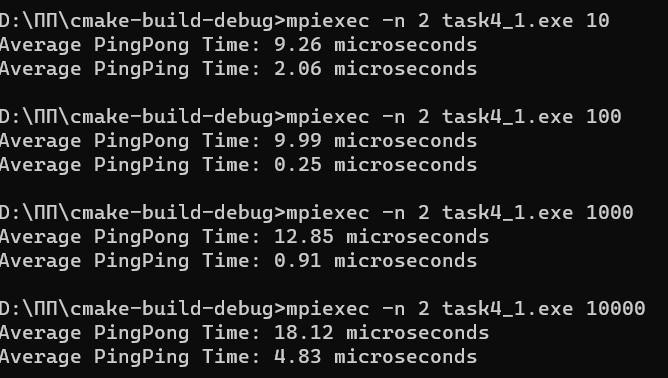 D:\ПП\cmake-build-debug>mpiexec -n 2 task4_1.exe 10
Average PingPong Time: 9.26 microseconds
Average PingPing Time: 2.06 microseconds
D:\ПП\cmake-build-debug>mpiexec -n 2 task4_1.exe 100
Average PingPong Time: 9.99 microseconds
Average PingPing Time: 0.25 microseconds
D:\ПП\cmake-build-debug>mpiexec -n 2 task4_1.exe 1000
Average PingPong Time: 12.85 microseconds
Average PingPing Time: 0.91 microseconds
D:\ПП\cmake-build-debug>mpiexec -n 2 task4_1.exe 10000
Average PingPong Time: 18.12 microseconds
Average PingPing Time: 4.83 microseconds